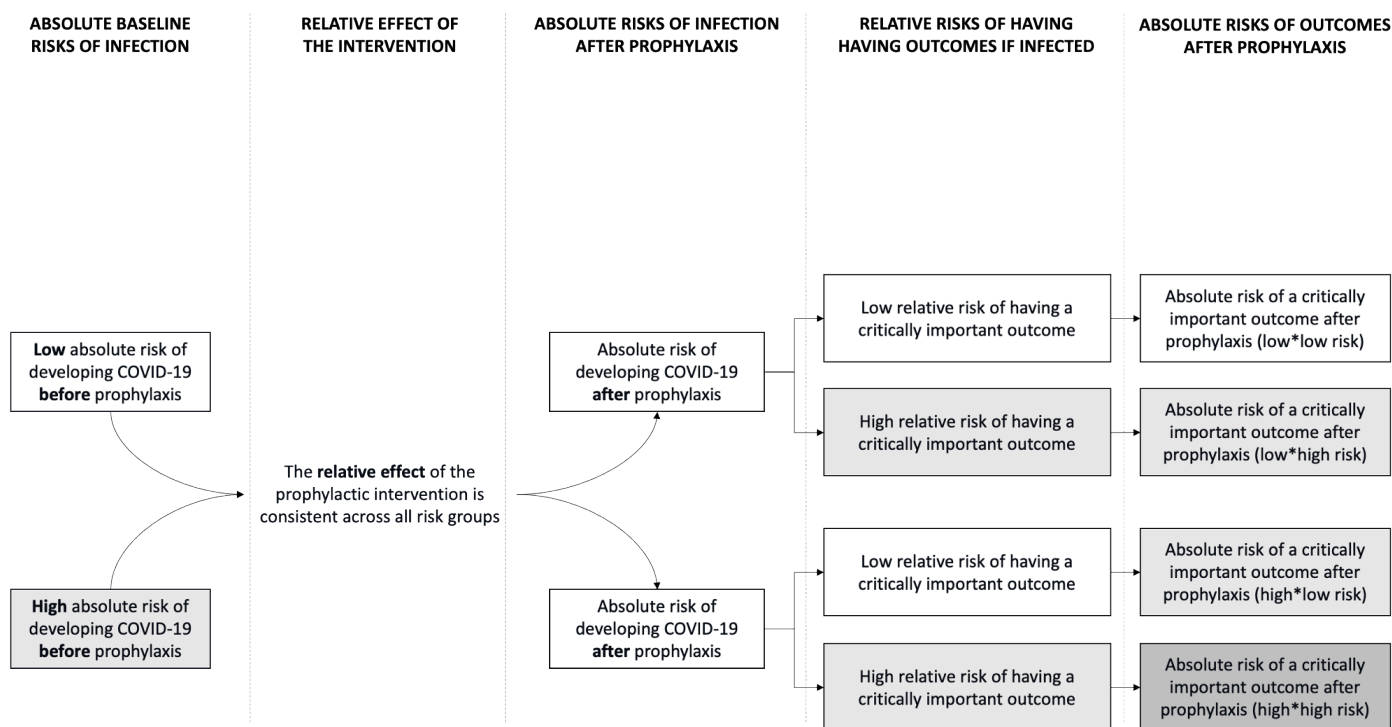 ABSOLUTE BASELINE
RISKS OF INFECTION
RELATIVE EFFECT OF
THE INTERVENTION
ABSOLUTE RISKS OF INFECTION
AFTER PROPHYLAXIS
RELATIVE RISKS OF HAVING
HAVING OUTCOMES IF INFECTED
ABSOLUTE RISKS OF OUTCOMES
AFTER PROPHYLAXIS
Low absolute risk of
developing COVID-19
before prophylaxis
High absolute risk of
developing COVID-19
before prophylaxis
The relative effect of the
prophylactic intervention is
consistent across all risk groups
Absolute risk of
developing COVID-19
after prophylaxis
Absolute risk of
developing COVID-19
after prophylaxis
Low relative risk of having a
critically important outcome
High relative risk of having a
critically important outcome
Low relative risk of having a
critically important outcome
High relative risk of having a
critically important outcome
Absolute risk of a critically
important outcome after
prophylaxis (low*low risk)
Absolute risk of a critically
important outcome after
prophylaxis (low*high risk)
Absolute risk of a critically
important outcome after
prophylaxis (high*low risk)
Absolute risk of a critically
important outcome after
prophylaxis (high*high risk)